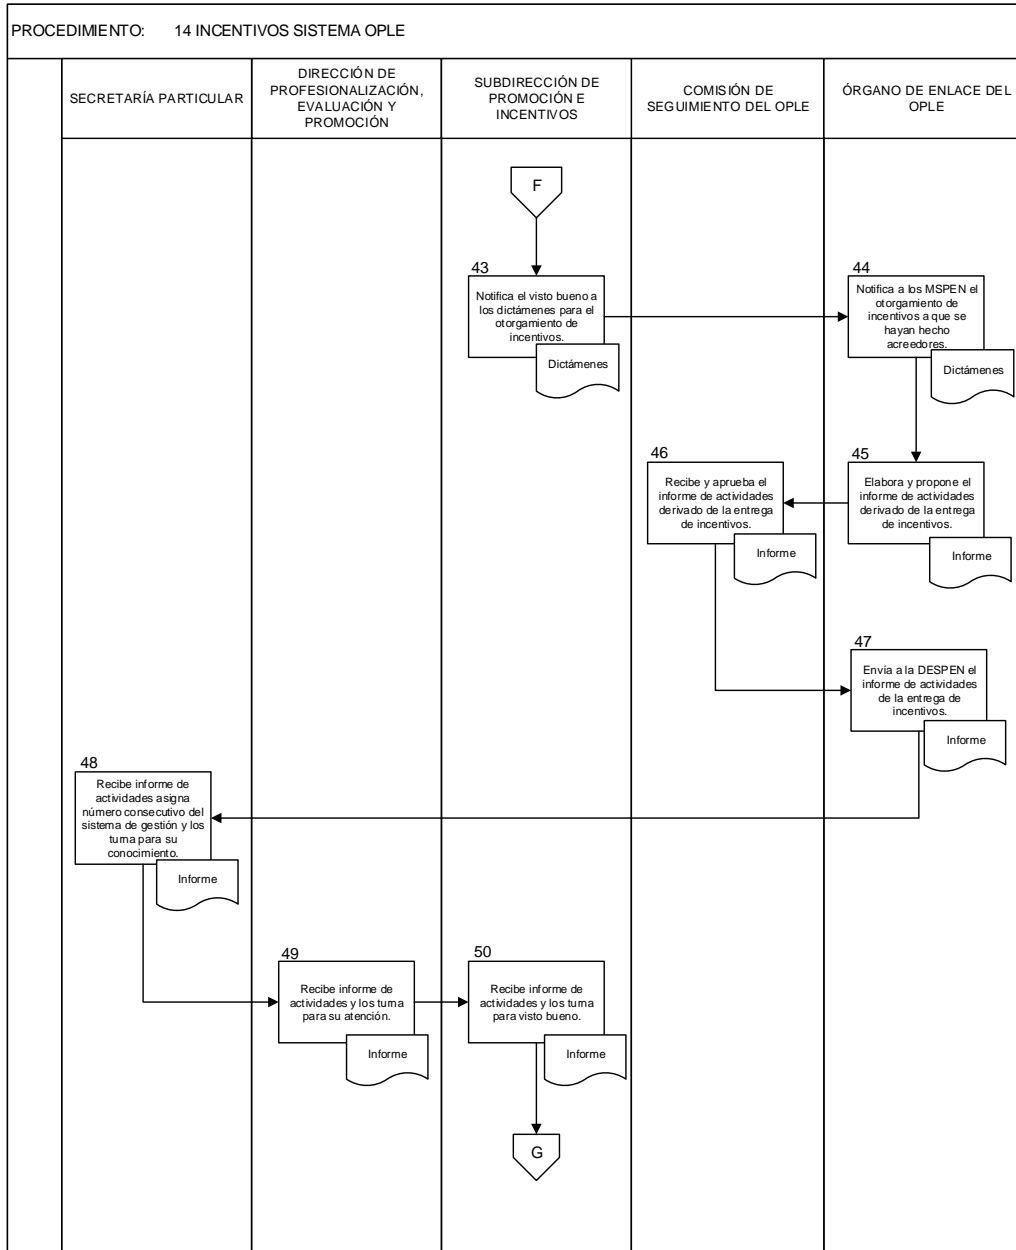 PROCEDIMIENTO: 14 INCENTIVOS SISTEMA OPLE
SECRETARÍA PARTICULAR
DIRECCIÓN DE
PROFESIONALIZACIÓN,
EVALUACIÓN Y
PROMOCIÓN
SUBDIRECCIÓN DE
PROMOCIÓN E
INCENTIVOS
COMISIÓN DE
SEGUIMIENTO DEL OPLE
ÓRGANO DE ENLACE DEL
OPLE
F
43
Notifica el visto bueno a
los dictámenes para el
otorgamiento de
incentivos.
Dictámenes
44
Notifica a los MSPEN el
otorgamiento de
incentivos a que se
hayan hecho
acreedores.
Dictámenes
45
Elabora y propone el
informe de actividades
derivado de la entrega
de incentivos.
Informe
46
Recibe y aprueba el
informe de actividades
derivado de la entrega
de incentivos.
Informe
47
Envía a la DESPEN el
informe de actividades
de la entrega de
incentivos.
Informe
48
Recibe informe de
actividades asigna
número consecutivo del
sistema de gestión y los
turna para su
conocimiento.
Informe
49
Recibe informe de
actividades y los turna
para su atención.
Informe
50
Recibe informe de
actividades y los turna
para visto bueno.
Informe
G